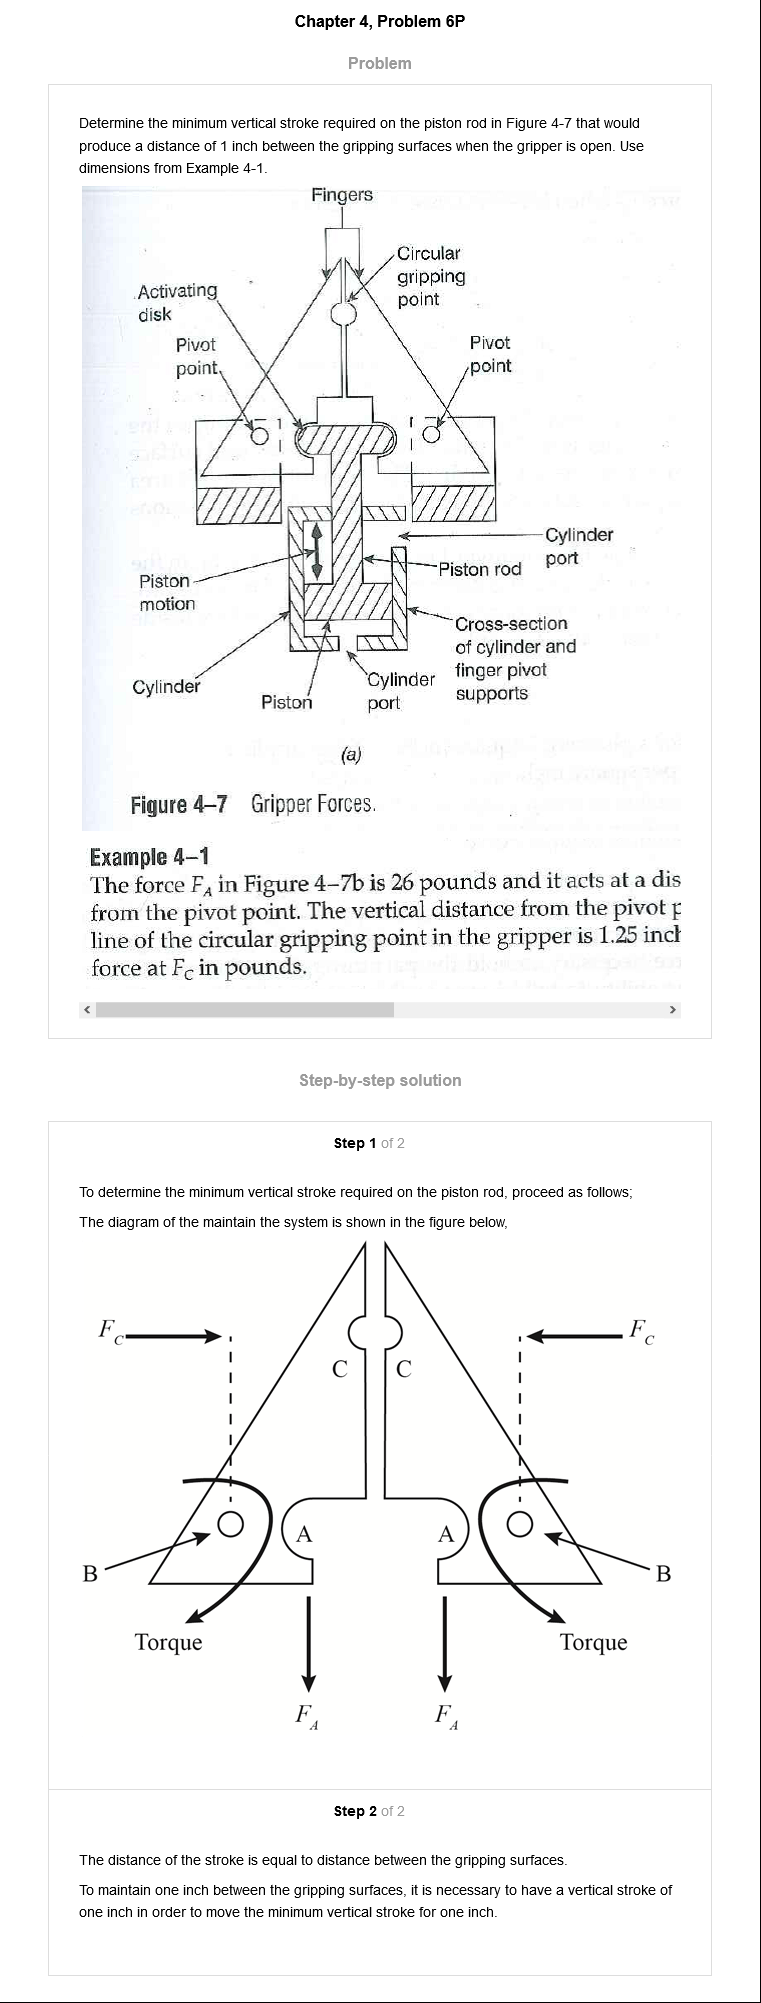 Chapter 4, Problem 6P
Problem
Determine the minimum vertical stroke required on the piston rod in Figure 4-7 that would
produce a distance of 1 inch between the gripping surfaces when the gripper is open. Use
dimensions from Example 4-1.
Fingers
Circular
gripping
point
Activating
disk
Pivot
point
Pivot
point
Cylinder
port
Piston rod
Piston
motion
Cross-section
of cylinder and
finger pivot
supports
Cylinder
Cylinder
port
Piston
(a)
Figure 4–7 Gripper Forces.
Example 4–1
The force FA in Figure 4–7b is 26 pounds and it acts at a dis
from the pivot point. The vertical distance from the pivot p
line of the circular gripping point in the gripper is 1.25 incl
force at FC in pounds.
Step-by-step solution
Step 1 of 2
To determine the minimum vertical stroke required on the piston rod, proceed as follows;
The diagram of the maintain the system is shown in the figure below,
FC
FC
C
C
A
A
B
B
Torque
Torque
FA
FA
Step 2 of 2
The distance of the stroke is equal to distance between the gripping surfaces.
To maintain one inch between the gripping surfaces, it is necessary to have a vertical stroke of
one inch in order to move the minimum vertical stroke for one inch.